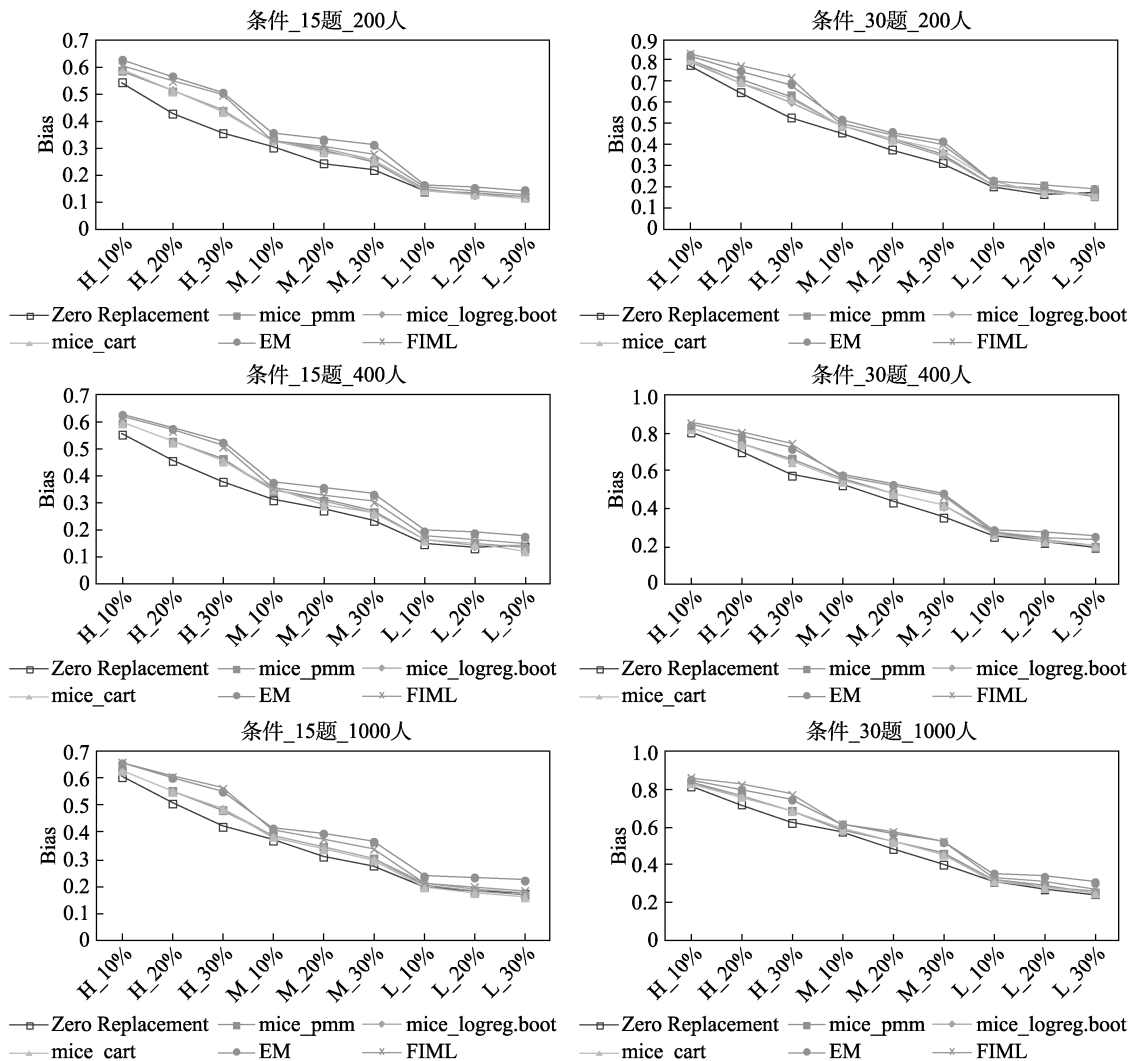 条件_15题_200人
0.7
0.6
0.5
0.4
0.3
0.2
0.1
0
Bias
H_10% H_20% H_30% M_10% M_20% M_30% L_10% L_20% L_30%
Zero Replacement mice_pmm mice_logreg.boot
mice_cart EM FIML
条件_30题_200人
0.9
0.8
0.7
0.6
0.5
0.4
0.3
0.2
0.1
0
Bias
H_10% H_20% H_30% M_10% M_20% M_30% L_10% L_20% L_30%
Zero Replacement mice_pmm mice_logreg.boot
mice_cart EM FIML
条件_15题_400人
0.7
0.6
0.5
0.4
0.3
0.2
0.1
0
Bias
H_10% H_20% H_30% M_10% M_20% M_30% L_10% L_20% L_30%
Zero Replacement mice_pmm mice_logreg.boot
mice_cart EM FIML
条件_30题_400人
1.0
0.8
0.6
0.4
0.2
0
Bias
H_10% H_20% H_30% M_10% M_20% M_30% L_10% L_20% L_30%
Zero Replacement mice_pmm mice_logreg.boot
mice_cart EM FIML
条件_15题_1000人
0.7
0.6
0.5
0.4
0.3
0.2
0.1
0
Bias
H_10% H_20% H_30% M_10% M_20% M_30% L_10% L_20% L_30%
Zero Replacement mice_pmm mice_logreg.boot
mice_cart EM FIML
条件_30题_1000人
1.0
0.8
0.6
0.4
0.2
0
Bias
H_10% H_20% H_30% M_10% M_20% M_30% L_10% L_20% L_30%
Zero Replacement mice_pmm mice_logreg.boot
mice_cart EM FIML